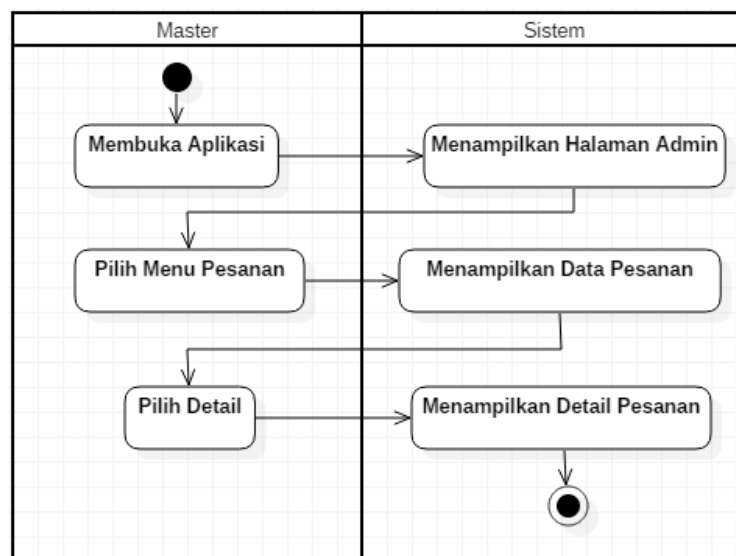 Master
Sistem
Membuka Aplikasi
Menampilkan Halaman Admin
Pilih Menu Pesanan
Menampilkan Data Pesanan
Pilih Detail
Menampilkan Detail Pesanan